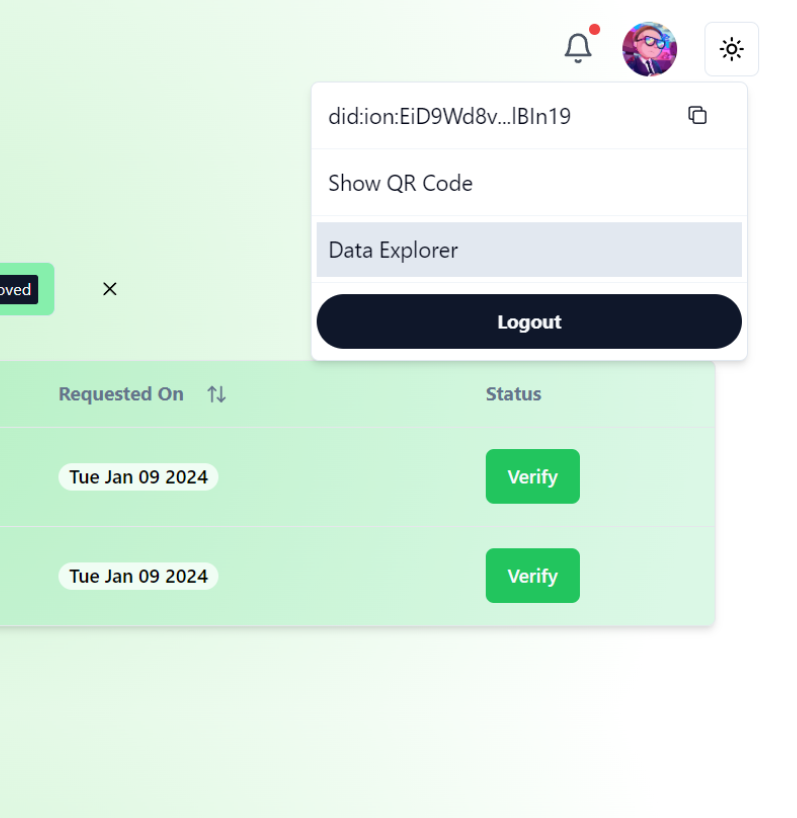 did:ion:EiD9Wd8v...lBIn19
Show QR Code
Data Explorer
oved
Logout
Requested On
Status
Tue Jan 09 2024
Verify
Tue Jan 09 2024
Verify